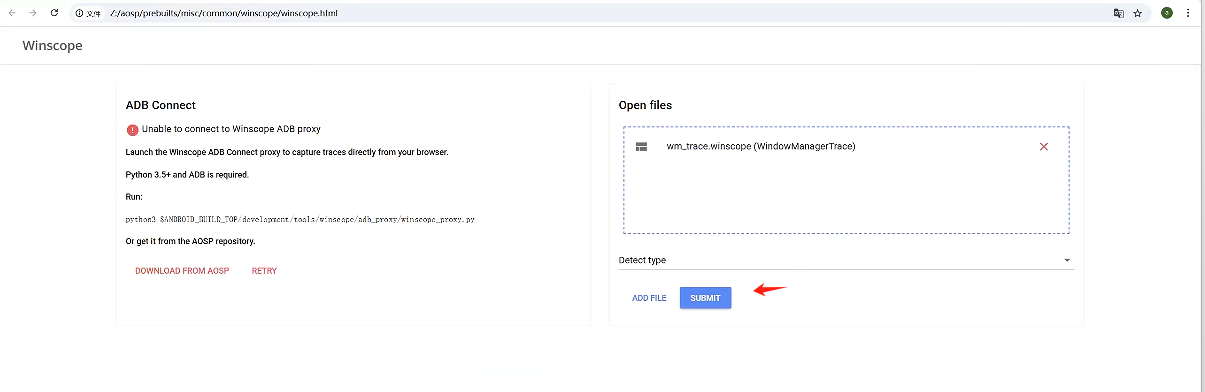 文件
Z:/aosp/prebuilts/misc/common/winscope/winscope.html
a
Winscope
ADB Connect
Unable to connect to Winscope ADB proxy
Launch the Winscope ADB Connect proxy to capture traces directly from your browser.
Python 3.5+ and ADB is required.
Run:
python3 $ANDROID_BUILD_TOP/development/tools/winscope/adb_proxy/winscope_proxy.py
Or get it from the AOSP repository.
DOWNLOAD FROM AOSP RETRY
Open files
wm_trace.winscope (WindowManagerTrace)
Detect type
ADD FILE SUBMIT